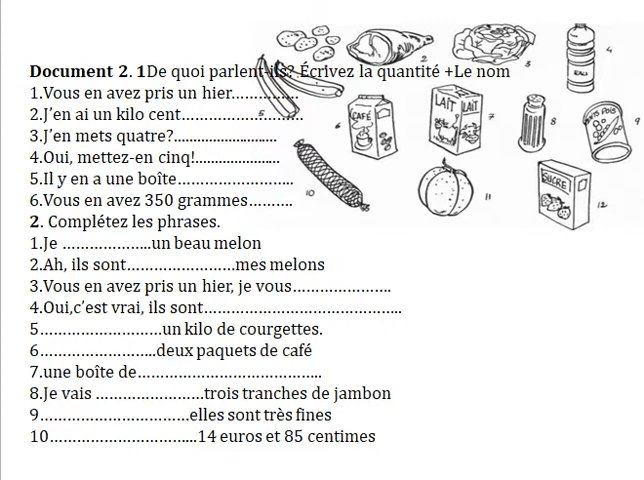 Document 2. 1De quoi parlent-ils? .Écrivez la quantité +Le nom
1.Vous en avez pris un hier……………
2.J’en ai un kilo cent…………………….
3.J’en mets quatre?.........................
4.Oui, mettez-en cinq!.....................
5.Il y en a une boîte……………………...
6.Vous en avez 350 grammes……….
2. Complétez les phrases.
1.Je ………………..un beau melon
2.Ah, ils sont……………………mes melons
3.Vous en avez pris un hier, je vous………………….
4.Oui,c’est vrai, ils sont…………………………………..
5……………………….un kilo de courgettes.
6……………………...deux paquets de café
7.une boîte de…………………………………...
8.Je vais ……………………trois tranches de jambon
9…………………………….elles sont très fines
10…………………………....14 euros et 85 centimes
2
3
4
EAU
5
6
CAFÉ
LAIT
LAIT
7
8
PETITS POIS
9
10
11
SUCRE
12